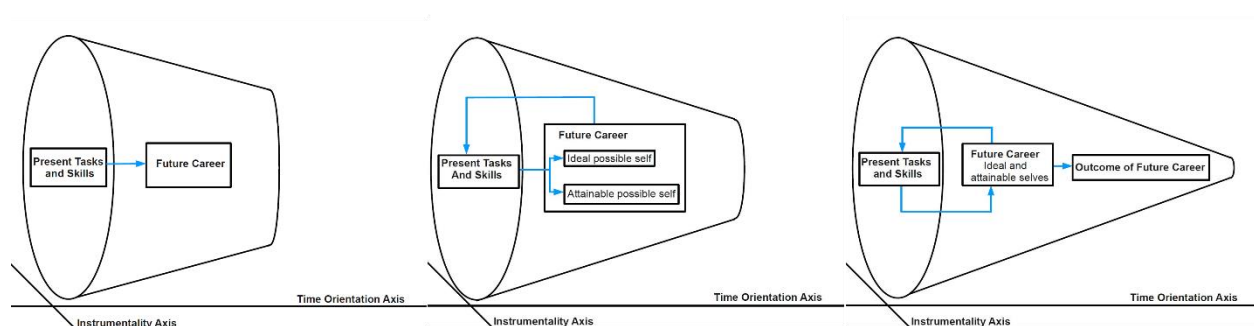 Present Tasks
and Skills
Future Career
Time Orientation Axis
Instrumentality Axis
Future Career
Ideal possible self
Present Tasks
And Skills
Attainable possible self
Time Orientation Axis
Instrumentality Axis
Present Tasks
and Skills
Future Career
Ideal and
attainable selves
Outcome of Future Career
Time Orientation Axis
Instrumentality Axis